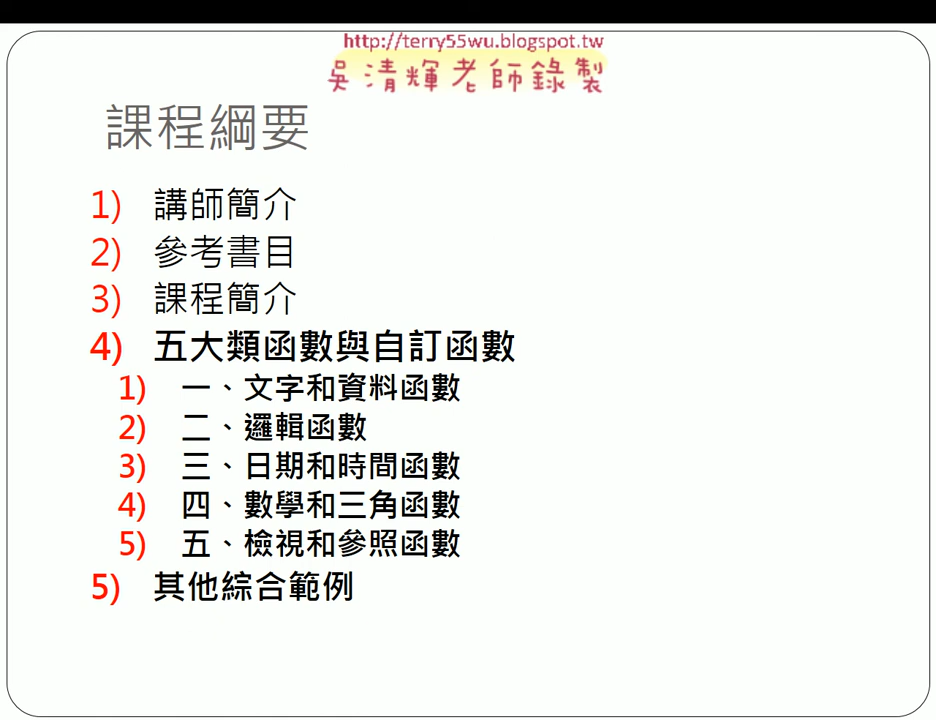 http://terry55wu.blogspot.tw
吳清輝老師錄製
課程綱要
1) 講師簡介
2) 參考書目
3) 課程簡介
4) 五大類函數與自訂函數
1) 一、文字和資料函數
2) 二、邏輯函數
3) 三、日期和時間函數
4) 四、數學和三角函數
5) 五、檢視和參照函數
5) 其他綜合範例